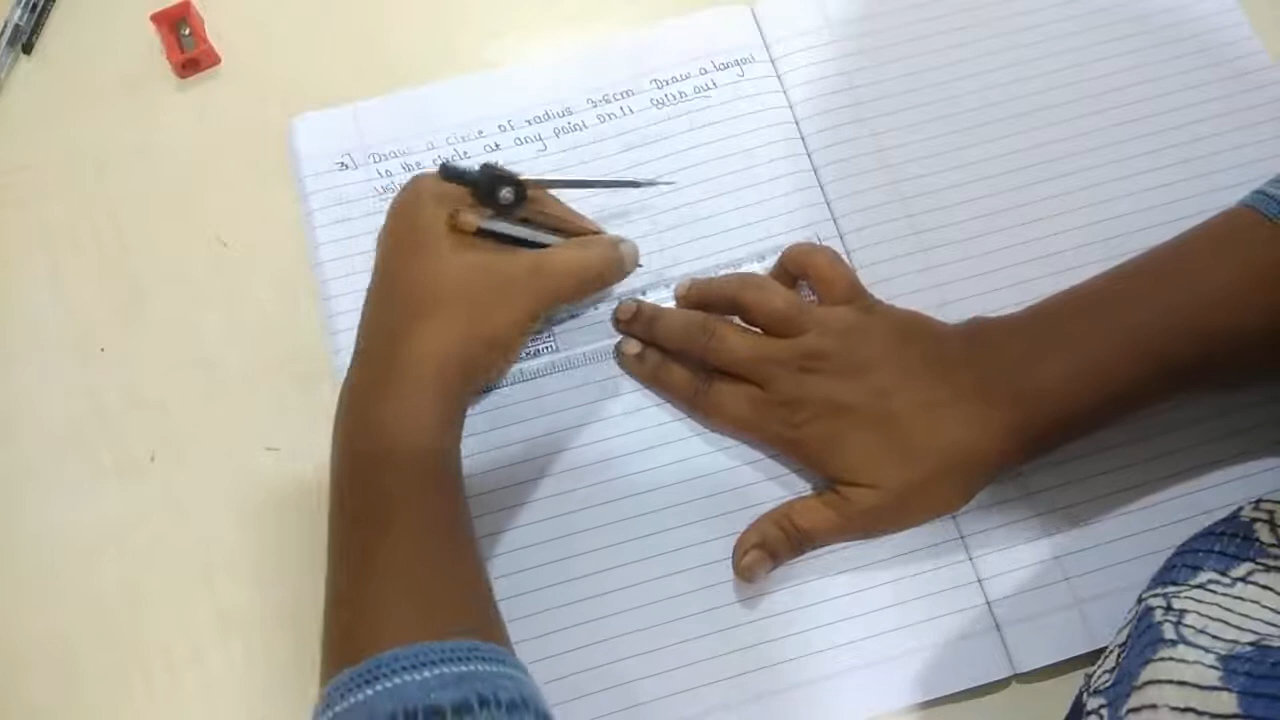 3] Draw a circle of radius 3.6cm Draw a tangent
to the circle at any point on it with out
exam